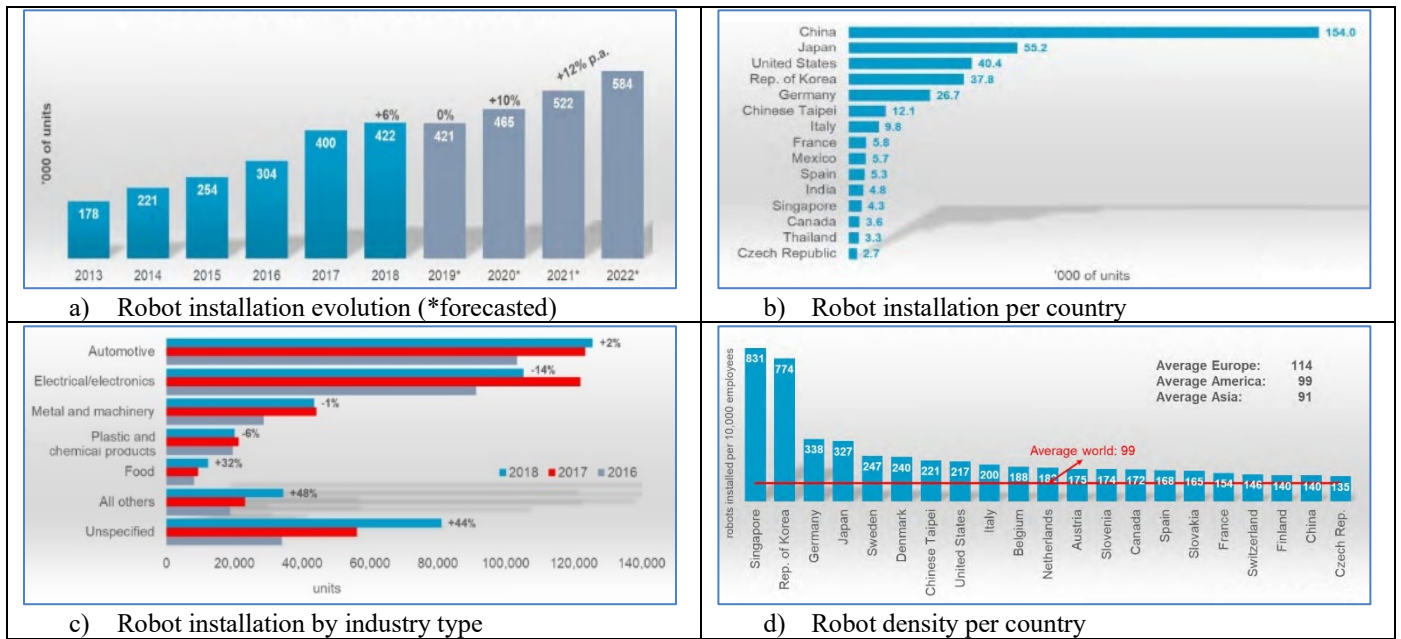 '000 of units
178
221
254
304
400
+6%
422
0%
421
+10%
465
+12% p.a.
522
584
2013 2014 2015 2016 2017 2018 2019* 2020* 2021* 2022*
a) Robot installation evolution (*forecasted)
China 154.0
Japan 55.2
United States 40.4
Rep. of Korea 37.8
Germany 26.7
Chinese Taipei 12.1
Italy 9.8
France 5.8
Mexico 5.7
Spain 5.3
India 4.8
Singapore 4.3
Canada 3.6
Thailand 3.3
Czech Republic 2.7
'000 of units
b) Robot installation per country
Automotive +2%
Electrical/electronics -14%
Metal and machinery -1%
Plastic and
chemical products -6%
Food +32%
2018 2017 2016
All others +48%
Unspecified +44%
0 20,000 40,000 60,000 80,000 100,000 120,000 140,000
units
c) Robot installation by industry type
robots installed per 10,000 employees
Average Europe: 114
Average America: 99
Average Asia: 91
Average world: 99
831 774 338 327 247 240 221 217 200 188 175 174 172 168 165 154 146 140 140 135
Singapore
Rep. of Korea
Germany
Japan
Sweden
Denmark
Chinese Taipei
United States
Italy
Belgium
Netherlands
Austria
Slovenia
Canada
Spain
Slovakia
France
Switzerland
Finland
China
Czech Rep.
d) Robot density per country